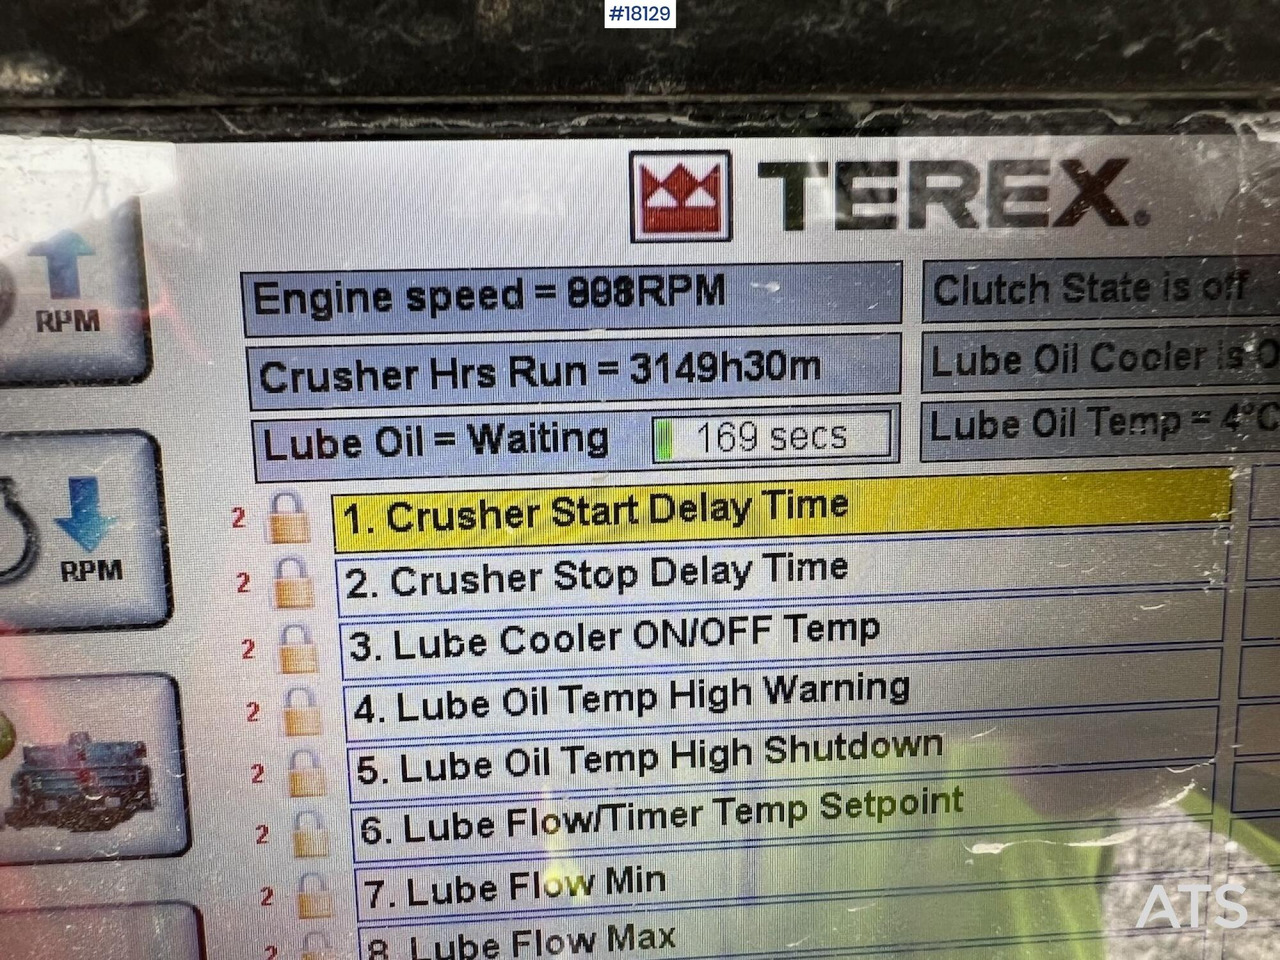 #18129
TEREX.
RPM
Engine speed = RPM
Clutch State is off
Crusher Hrs Run = 3149h30m
Lube Oil Cooler is
Lube Oil = Waiting 169 secs
Lube Oil Temp = 4°C
2 1. Crusher Start Delay Time
RPM
2 2. Crusher Stop Delay Time
2 3. Lube Cooler ON/OFF Temp
2 4. Lube Oil Temp High Warning
2 5. Lube Oil Temp High Shutdown
2 6. Lube Flow/Timer Temp Setpoint
2 7. Lube Flow Min
2 8. Lube Flow Max
ATS